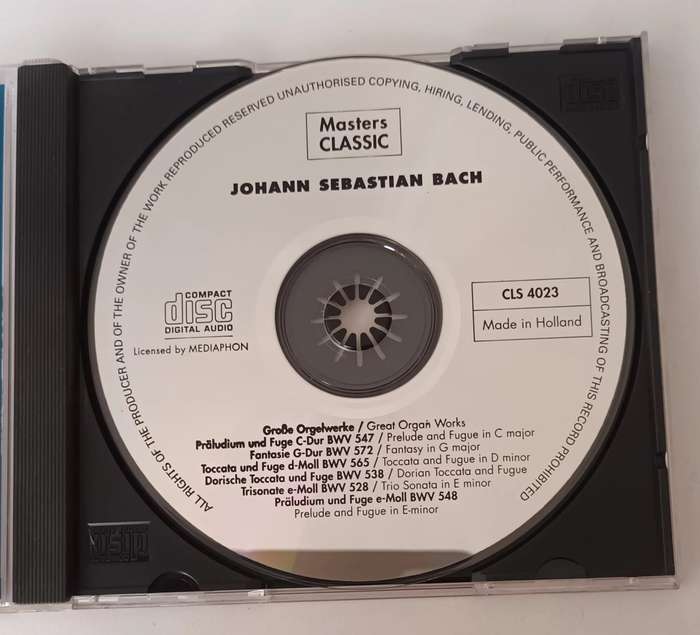 ALL RIGHTS OF THE PRODUCER AND OF THE OWNER OF THE WORK REPRODUCED RESERVED UNAUTHORISED COPYING, HIRING, LENDING, PUBLIC PERFORMANCE AND BROADCASTING OF THIS RECORD PROHIBITED
Masters
CLASSIC
JOHANN SEBASTIAN BACH
COMPACT
disc
DIGITAL AUDIO
Licensed by MEDIAPHON
CLS 4023
Made in Holland
Große Orgelwerke / Great Organ Works
Präludium und Fuge C-Dur BWV 547 / Prelude and Fugue in C major
Fantasie G-Dur BWV 572 / Fantasy in G major
Toccata und Fuge d-Moll BWV 565 / Toccata and Fugue in D minor
Dorische Toccata und Fuge BWV 538 / Dorian Toccata and Fugue
Trisonate e-Moll BWV 528 / Trio Sonata in E minor
Präludium und Fuge e-Moll BWV 548
Prelude and Fugue in E-minor
disc